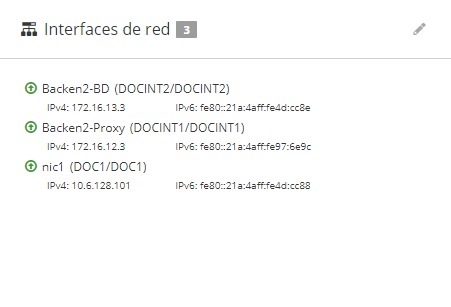 Interfaces de red 3
Backen2-BD (DOCINT2/DOCINT2)
IPv4: 172.16.13.3 IPv6: fe80::21a:4aff:fe4d:cc8e
Backen2-Proxy (DOCINT1/DOCINT1)
IPv4: 172.16.12.3 IPv6: fe80::21a:4aff:fe97:6e9c
nic1 (DOC1/DOC1)
IPv4: 10.6.128.101 IPv6: fe80::21a:4aff:fe4d:cc88